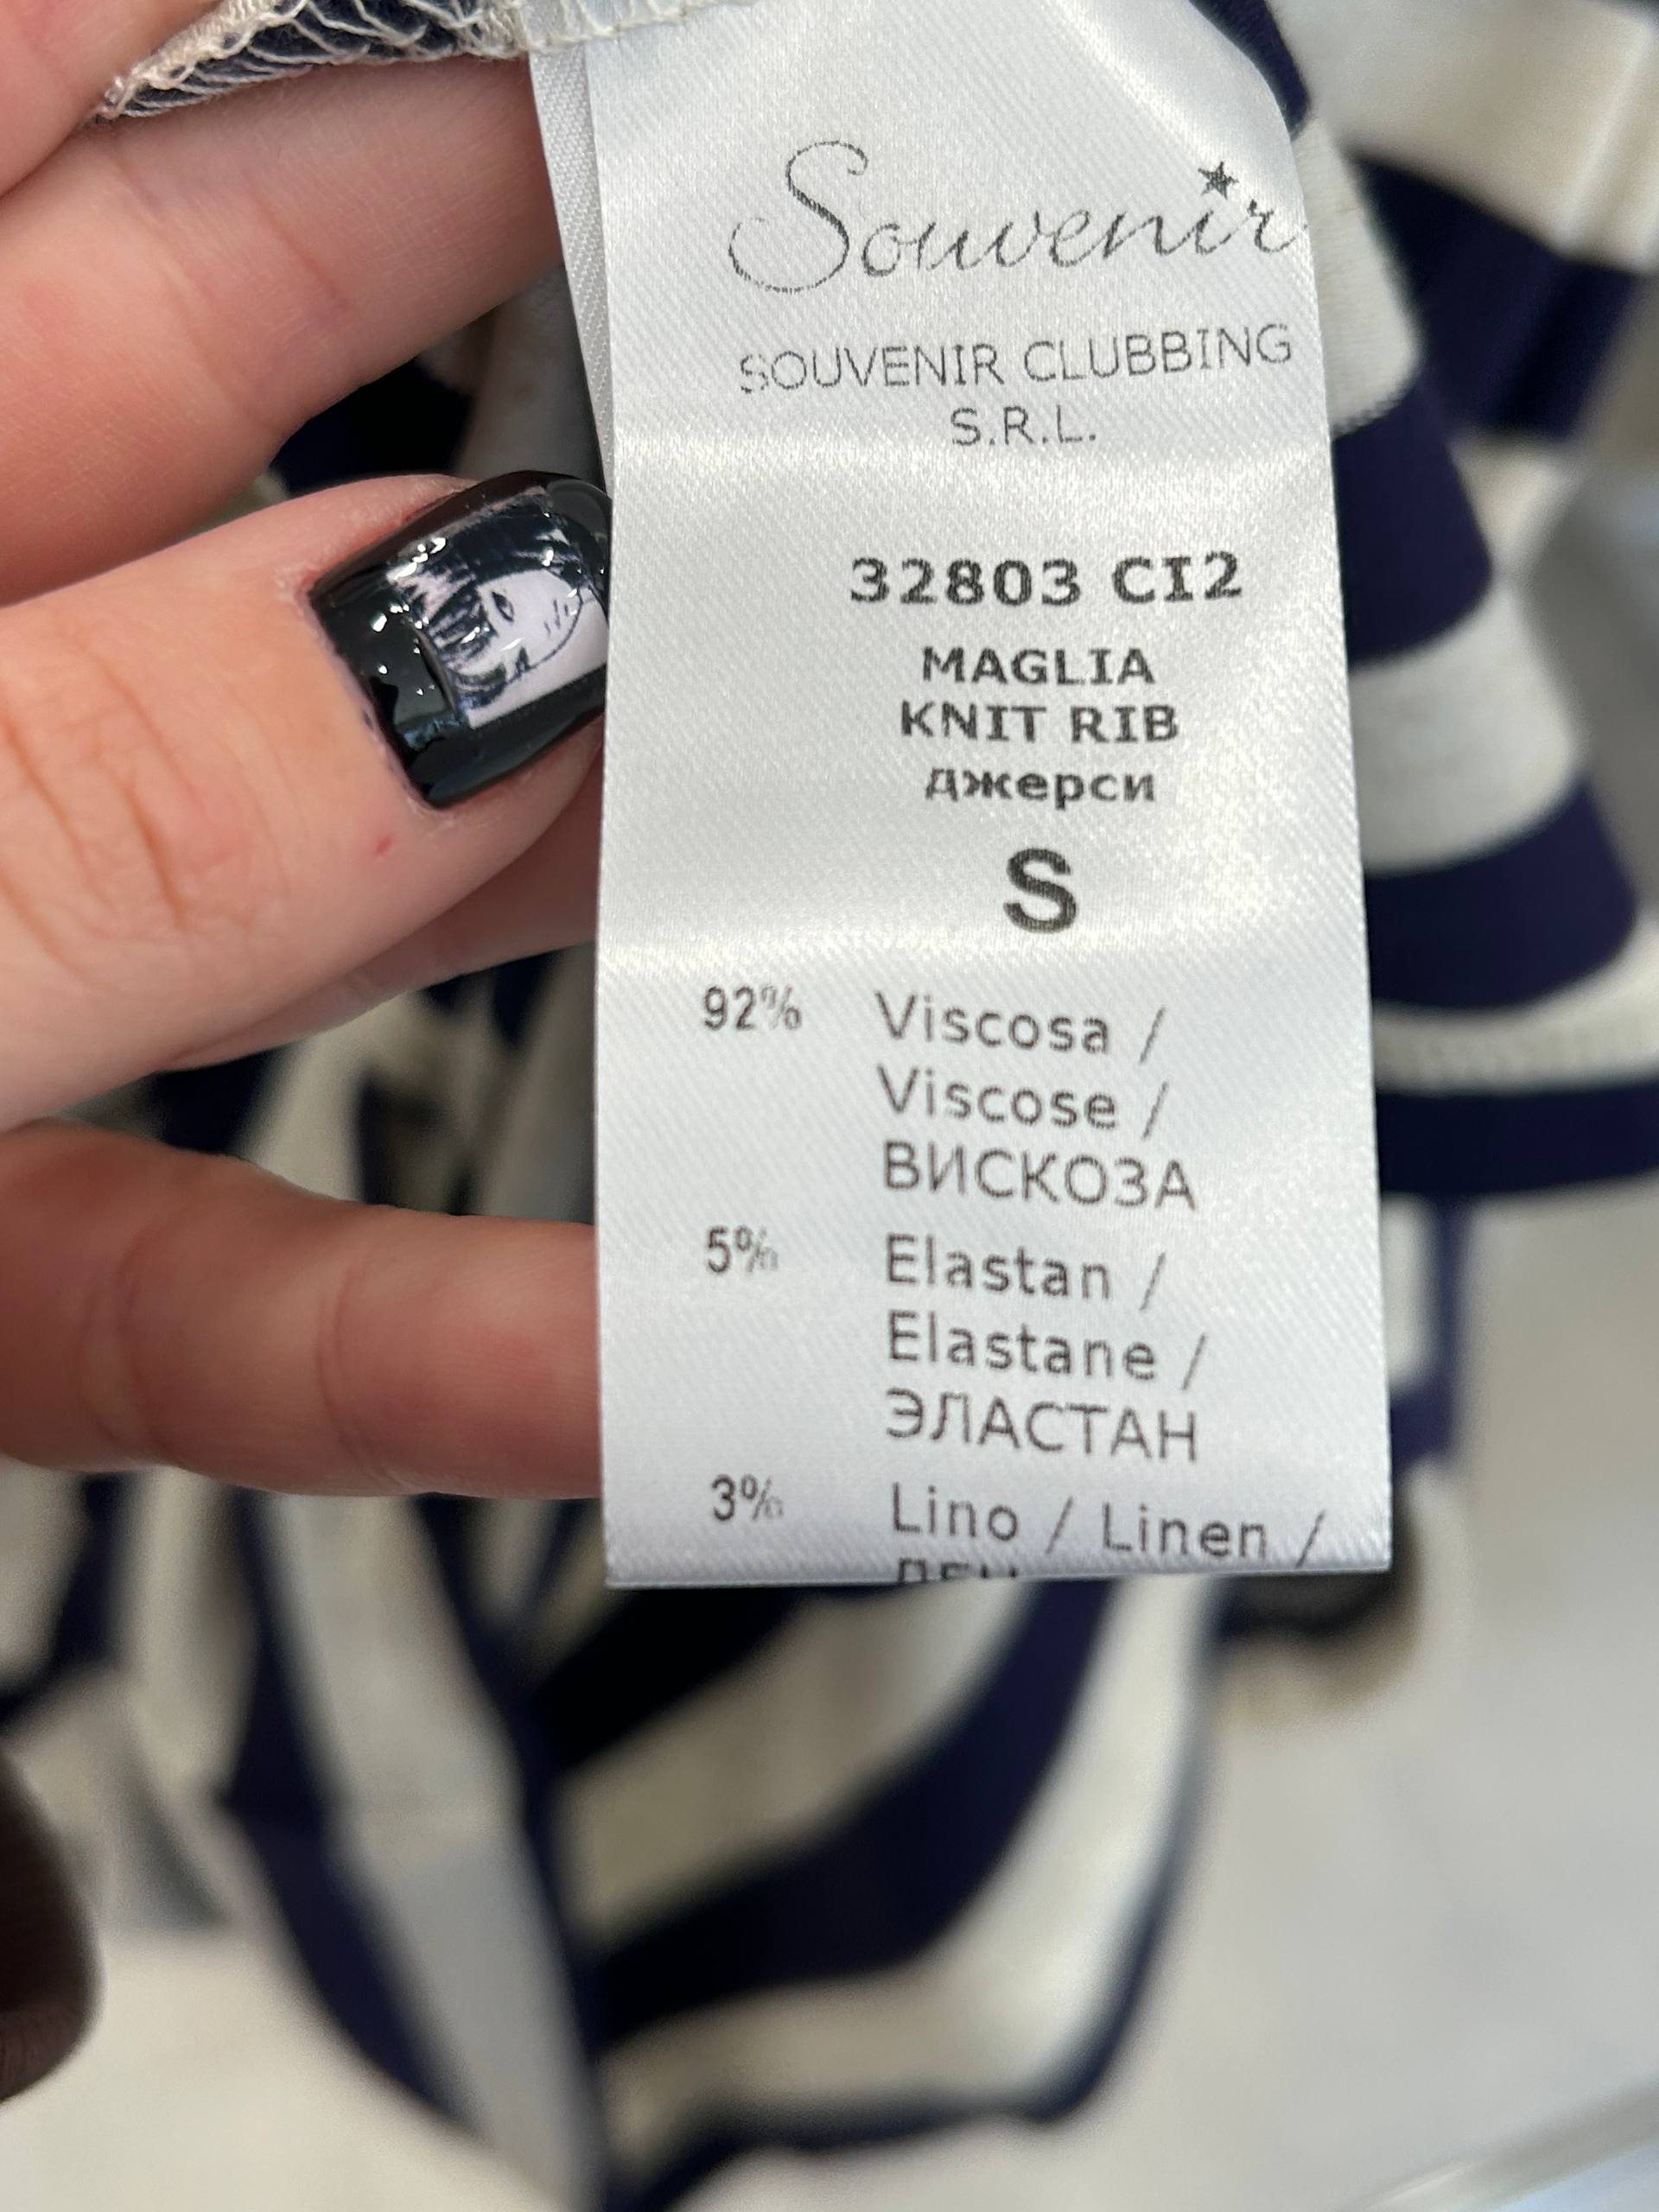 Souvenir
SOUVENIR CLUBBING
S.R.L.
32803 CI2
MAGLIA
KNIT RIB
джерси
S
92% Viscosa /
Viscose /
ВИСКОЗА
5% Elastan /
Elastane /
ЭЛАСТАН
3% Lino / Linen /